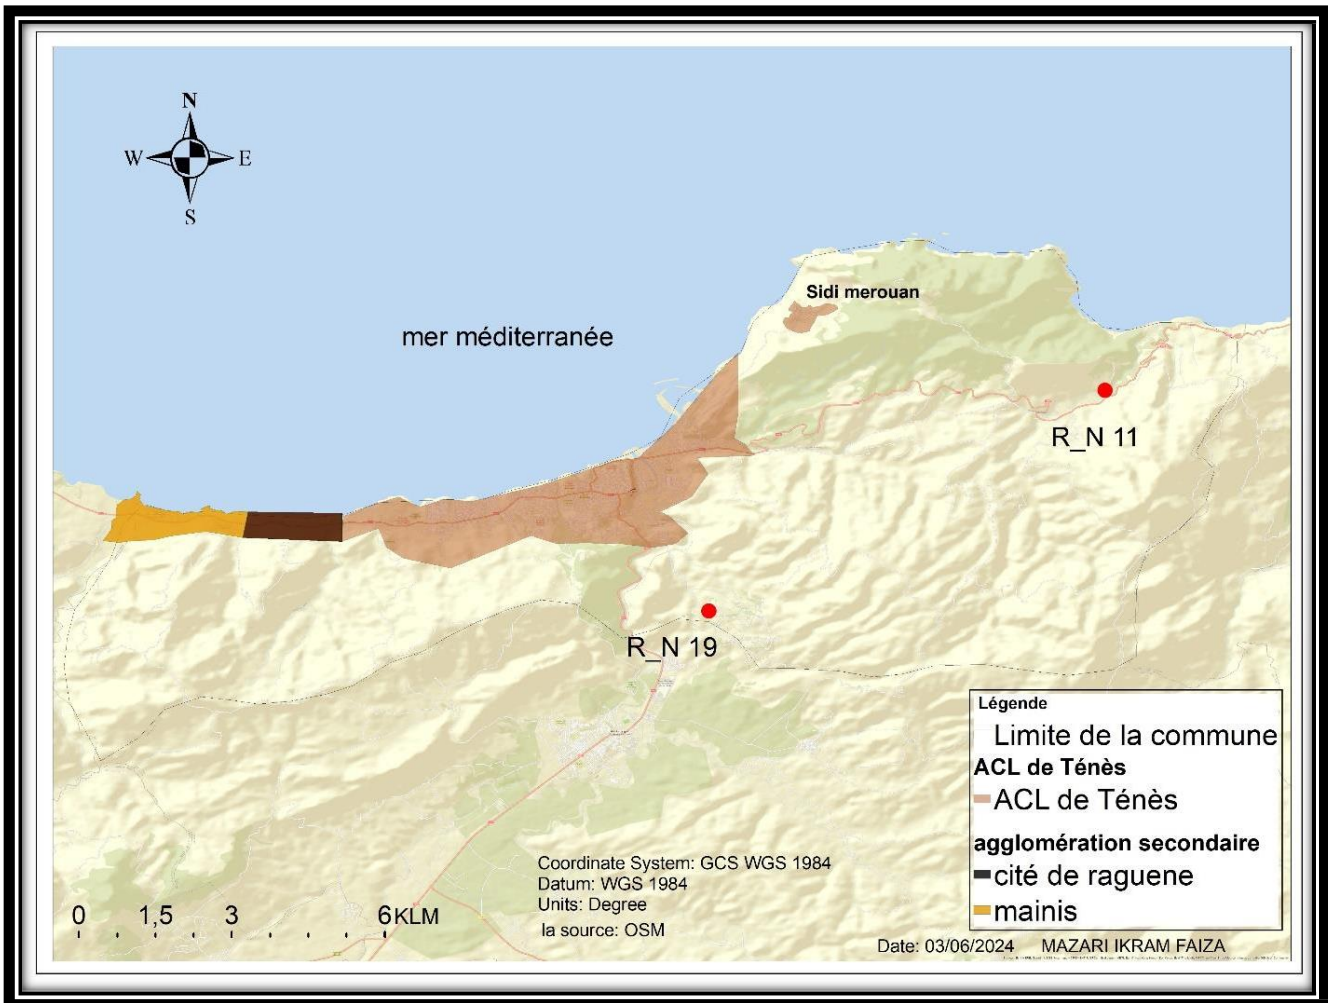 N
W E
S
Sidi merouan
mer méditerranée
R_N 11
R_N 19
Légende
Limite de la commune
ACL de Ténès
ACL de Ténès
agglomération secondaire
cité de raguene
mainis
Coordinate System: GCS WGS 1984
Datum: WGS 1984
Units: Degree
la source: OSM
0 1,5 3 6 KLM
Date: 03/06/2024 MAZARI IKRAM FAIZA